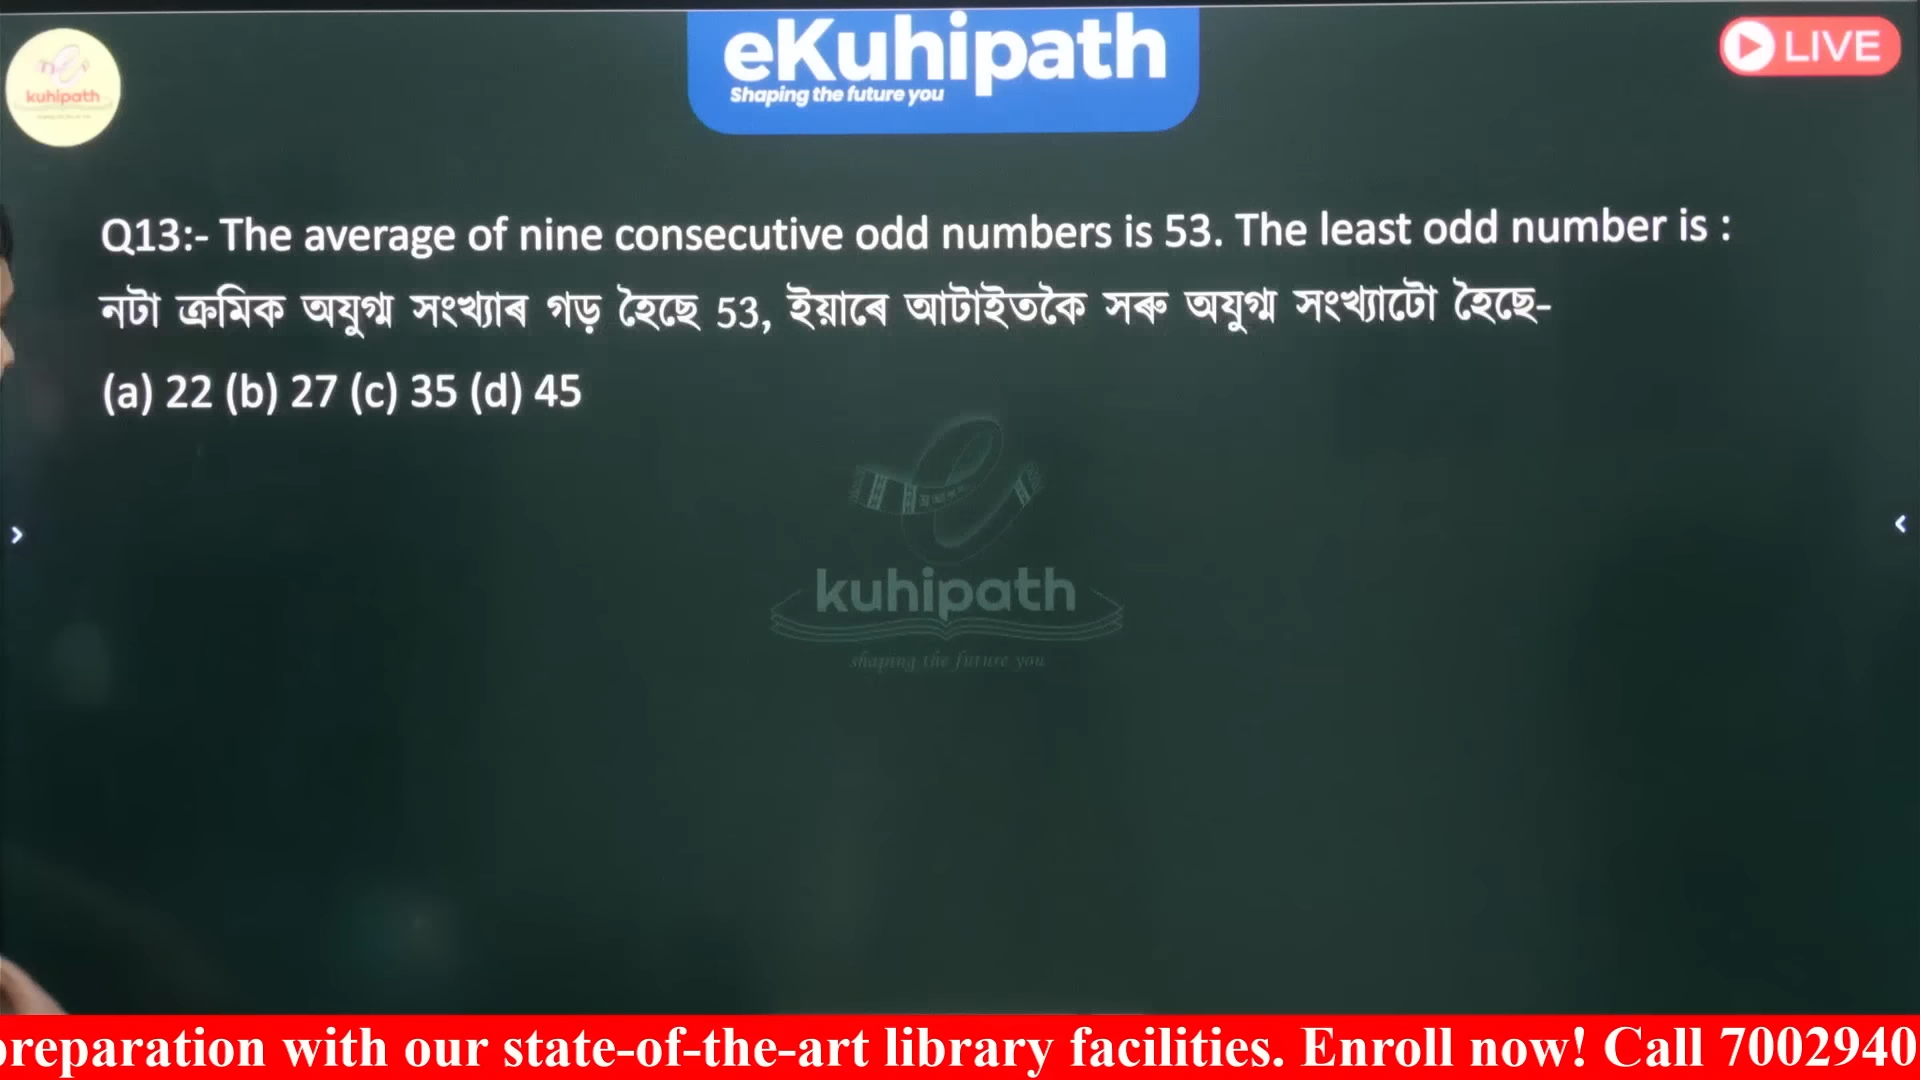 eKuhipath
Shaping the future you
LIVE
kuhipath
Q13:- The average of nine consecutive odd numbers is 53. The least odd number is :
নটা ক্ৰমিক অযুগ্ম সংখ্যাৰ গড় হৈছে 53, ইয়াৰে আটাইতকৈ সৰু অযুগ্ম সংখ্যাটো হৈছে-
(a) 22 (b) 27 (c) 35 (d) 45
kuhipath
shaping the future you
preparation with our state-of-the-art library facilities. Enroll now! Call 7002940